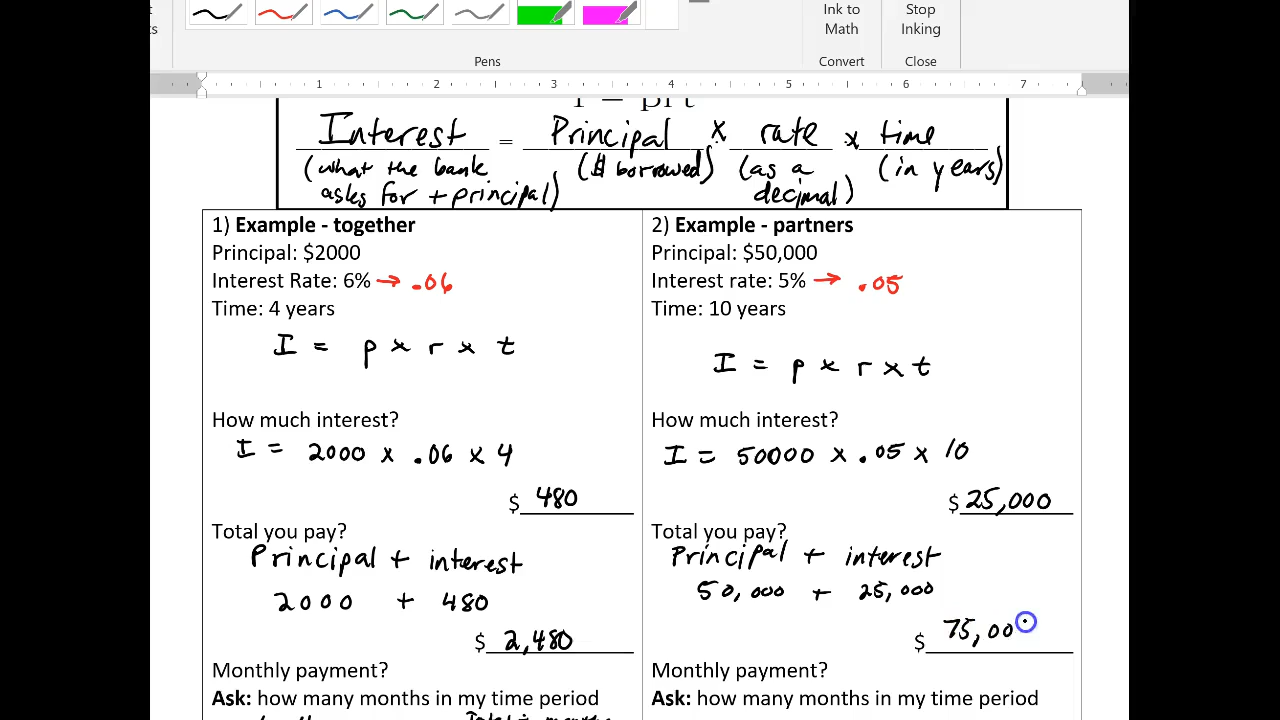 Ink to
Math
Stop
Inking
Pens
Convert
Close
1 2 3 4 5 6 7
I = prt
Interest = Principal × rate × time
(what the bank asks for + principal)
($ borrowed)
(as a decimal)
(in years)
1) Example - together
Principal: $2000
Interest Rate: 6% → .06
Time: 4 years
I = p × r × t
How much interest?
I = 2000 × .06 × 4
$ 480
Total you pay?
Principal + interest
2000 + 480
$ 2,480
Monthly payment?
Ask: how many months in my time period
2) Example - partners
Principal: $50,000
Interest rate: 5% → .05
Time: 10 years
I = p × r × t
How much interest?
I = 50000 × .05 × 10
$ 25,000
Total you pay?
Principal + interest
50,000 + 25,000
$ 75,00
Monthly payment?
Ask: how many months in my time period